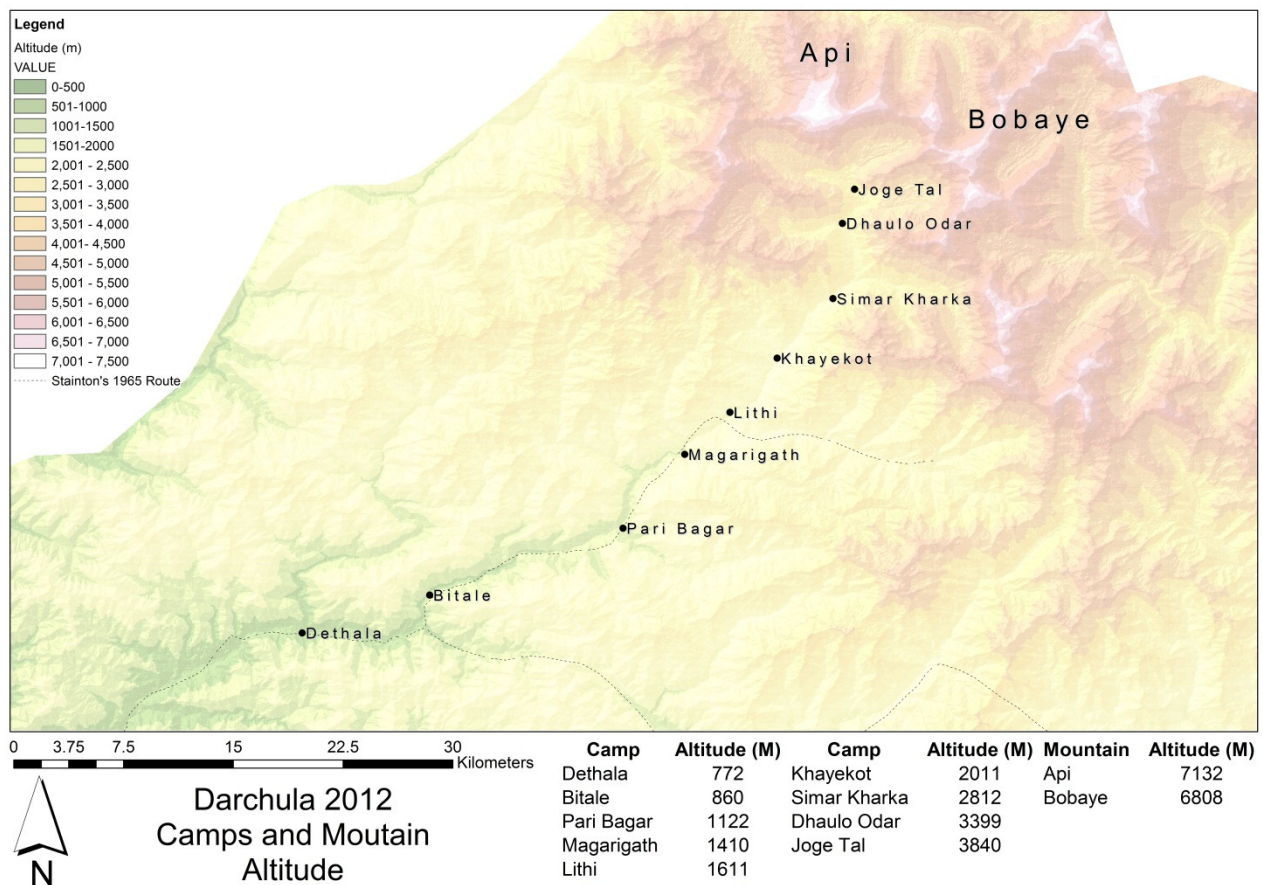 Legend
Altitude (m)
VALUE
0-500
501-1000
1001-1500
1501-2000
2,001 - 2,500
2,501 - 3,000
3,001 - 3,500
3,501 - 4,000
4,001- 4,500
4,501 - 5,000
5,001 - 5,500
5,501 - 6,000
6,001 - 6,500
6,501 - 7,000
7,001 - 7,500
Stainton's 1965 Route
Api
Bobaye
Joge Tal
Dhaulo Odar
Simar Kharka
Khayekot
Lithi
Magarigath
Pari Bagar
Bitale
Dethala
0 3.75 7.5 15 22.5 30
Kilometers
N
Darchula 2012
Camps and Moutain
Altitude
Camp Altitude (M) Camp Altitude (M) Mountain Altitude (M)
Dethala 772 Khayekot 2011 Api 7132
Bitale 860 Simar Kharka 2812 Bobaye 6808
Pari Bagar 1122 Dhaulo Odar 3399
Magarigath 1410 Joge Tal 3840
Lithi 1611